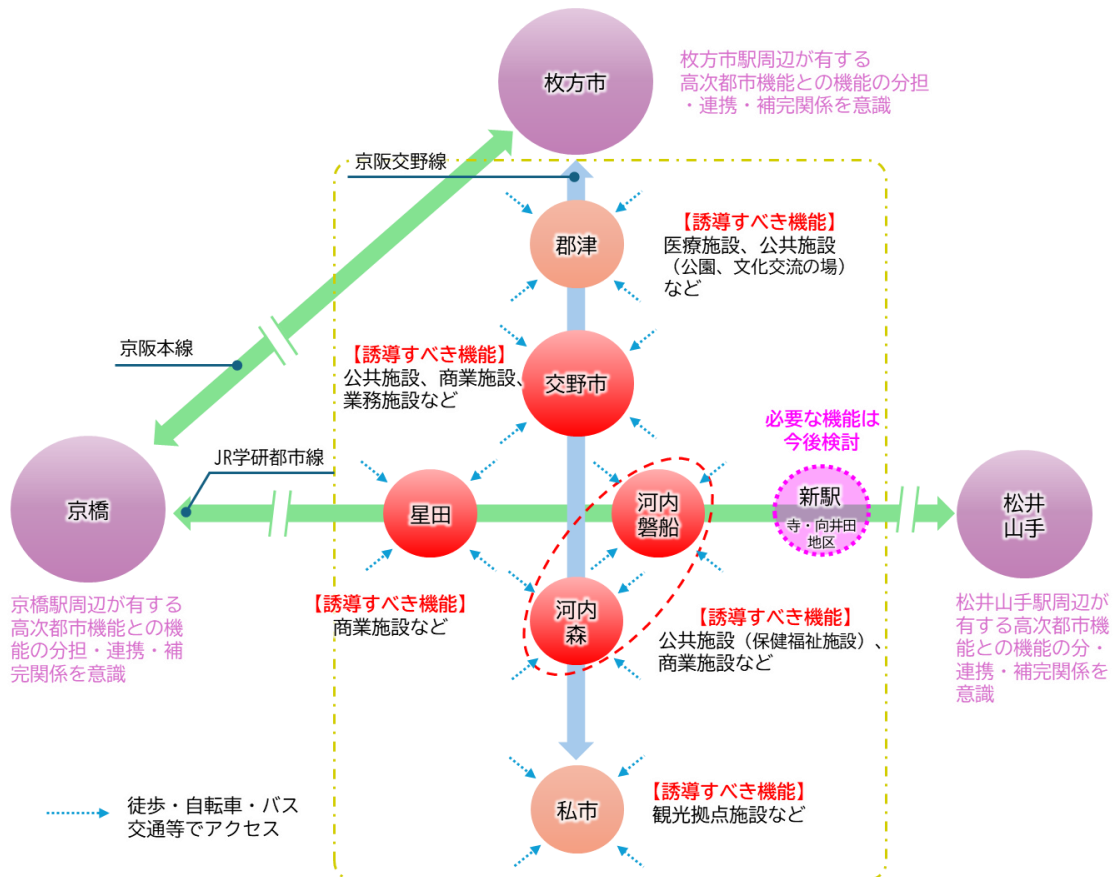 枚方市
枚方市駅周辺が有する
高次都市機能との機能の分担
・連携・補完関係を意識
京阪交野線
郡津
【誘導すべき機能】
医療施設、公共施設
（公園、文化交流の場）
など
京阪本線
【誘導すべき機能】
公共施設、商業施設、
業務施設など
交野市
必要な機能は
今後検討
JR学研都市線
京橋
星田
河内
磐船
新駅
寺・向井田
地区
松井
山手
京橋駅周辺が有する
高次都市機能との機
能の分担・連携・補
完関係を意識
【誘導すべき機能】
商業施設など
河内
森
【誘導すべき機能】
公共施設（保健福祉施設）、
商業施設など
松井山手駅周辺が
有する高次都市機
能との機能の分・
連携・補完関係を
意識
私市
【誘導すべき機能】
観光拠点施設など
徒歩・自転車・バス
交通等でアクセス